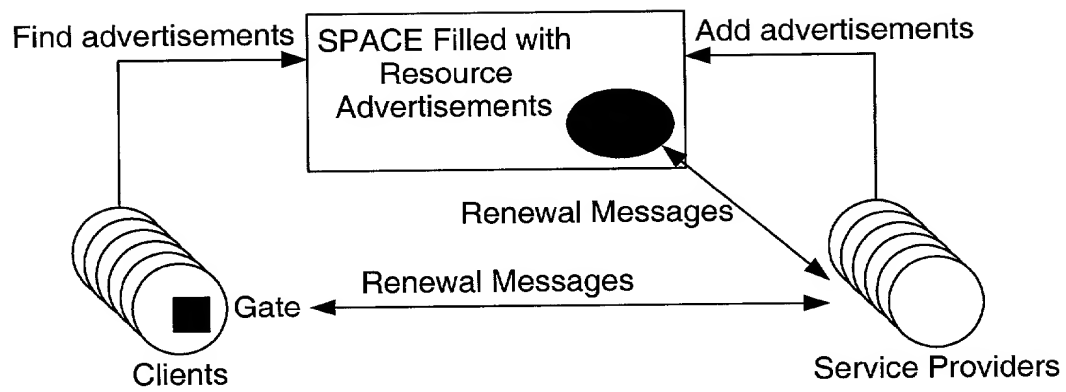 Find advertisements
SPACE Filled with
Resource
Advertisements
Add advertisements
Renewal Messages
Renewal Messages
Gate
Clients
Service Providers